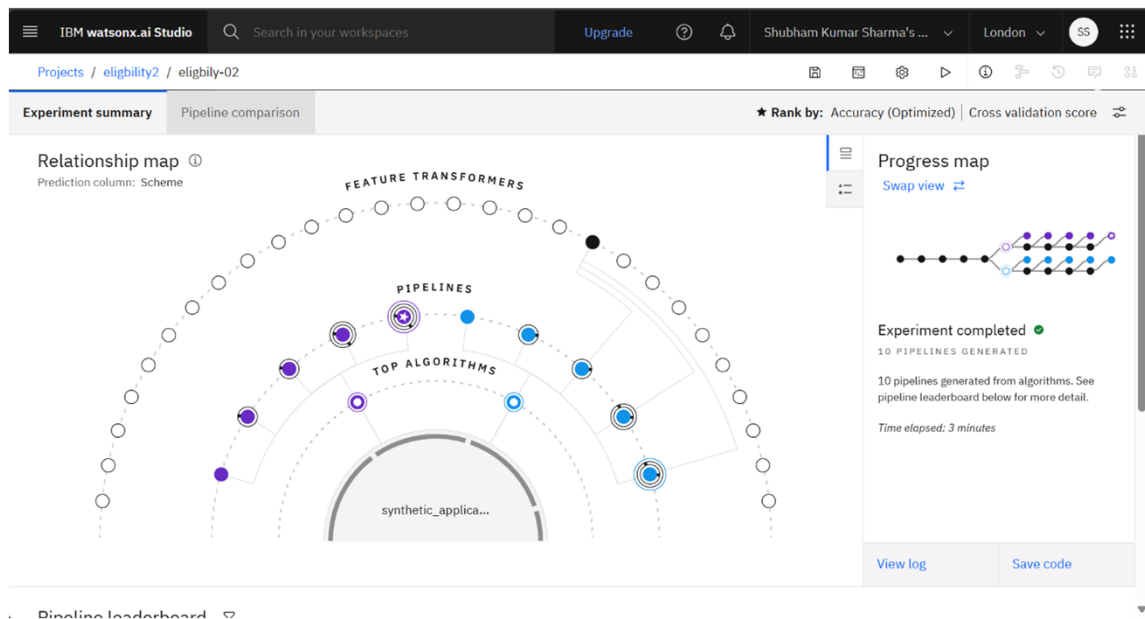 IBM watsonx.ai Studio
Search in your workspaces
Upgrade
Shubham Kumar Sharma's ...
London
SS
Projects / eligbility2 / eligbily-02
Experiment summary
Pipeline comparison
★ Rank by: Accuracy (Optimized) | Cross validation score
Relationship map
Prediction column: Scheme
FEATURE TRANSFORMERS
PIPELINES
TOP ALGORITHMS
synthetic_applica...
Progress map
Swap view
Experiment completed
10 PIPELINES GENERATED
10 pipelines generated from algorithms. See
pipeline leaderboard below for more detail.
Time elapsed: 3 minutes
View log
Save code
Pipeline leaderboard